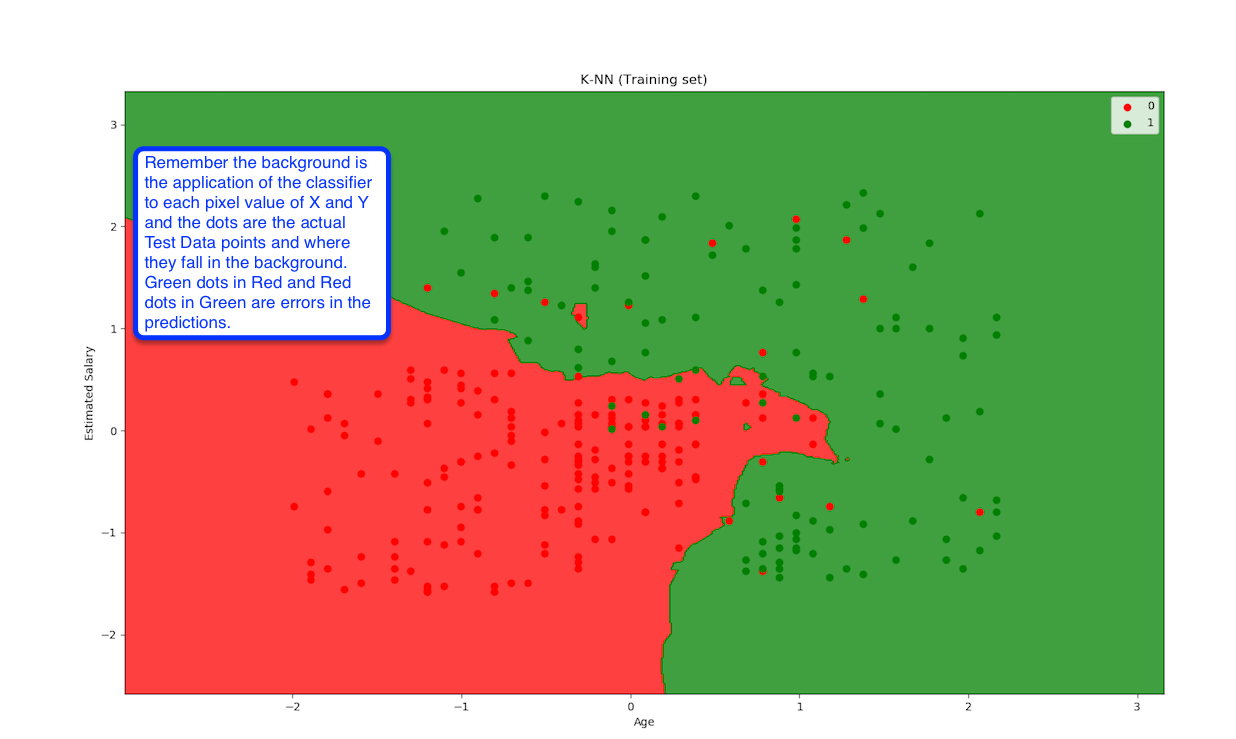 K-NN (Training set)
0
1
Remember the background is
the application of the classifier
to each pixel value of X and Y
and the dots are the actual
Test Data points and where
they fall in the background.
Green dots in Red and Red
dots in Green are errors in the
predictions.
Estimated Salary
3
2
1
0
−1
−2
−2
−1
0
1
2
3
Age